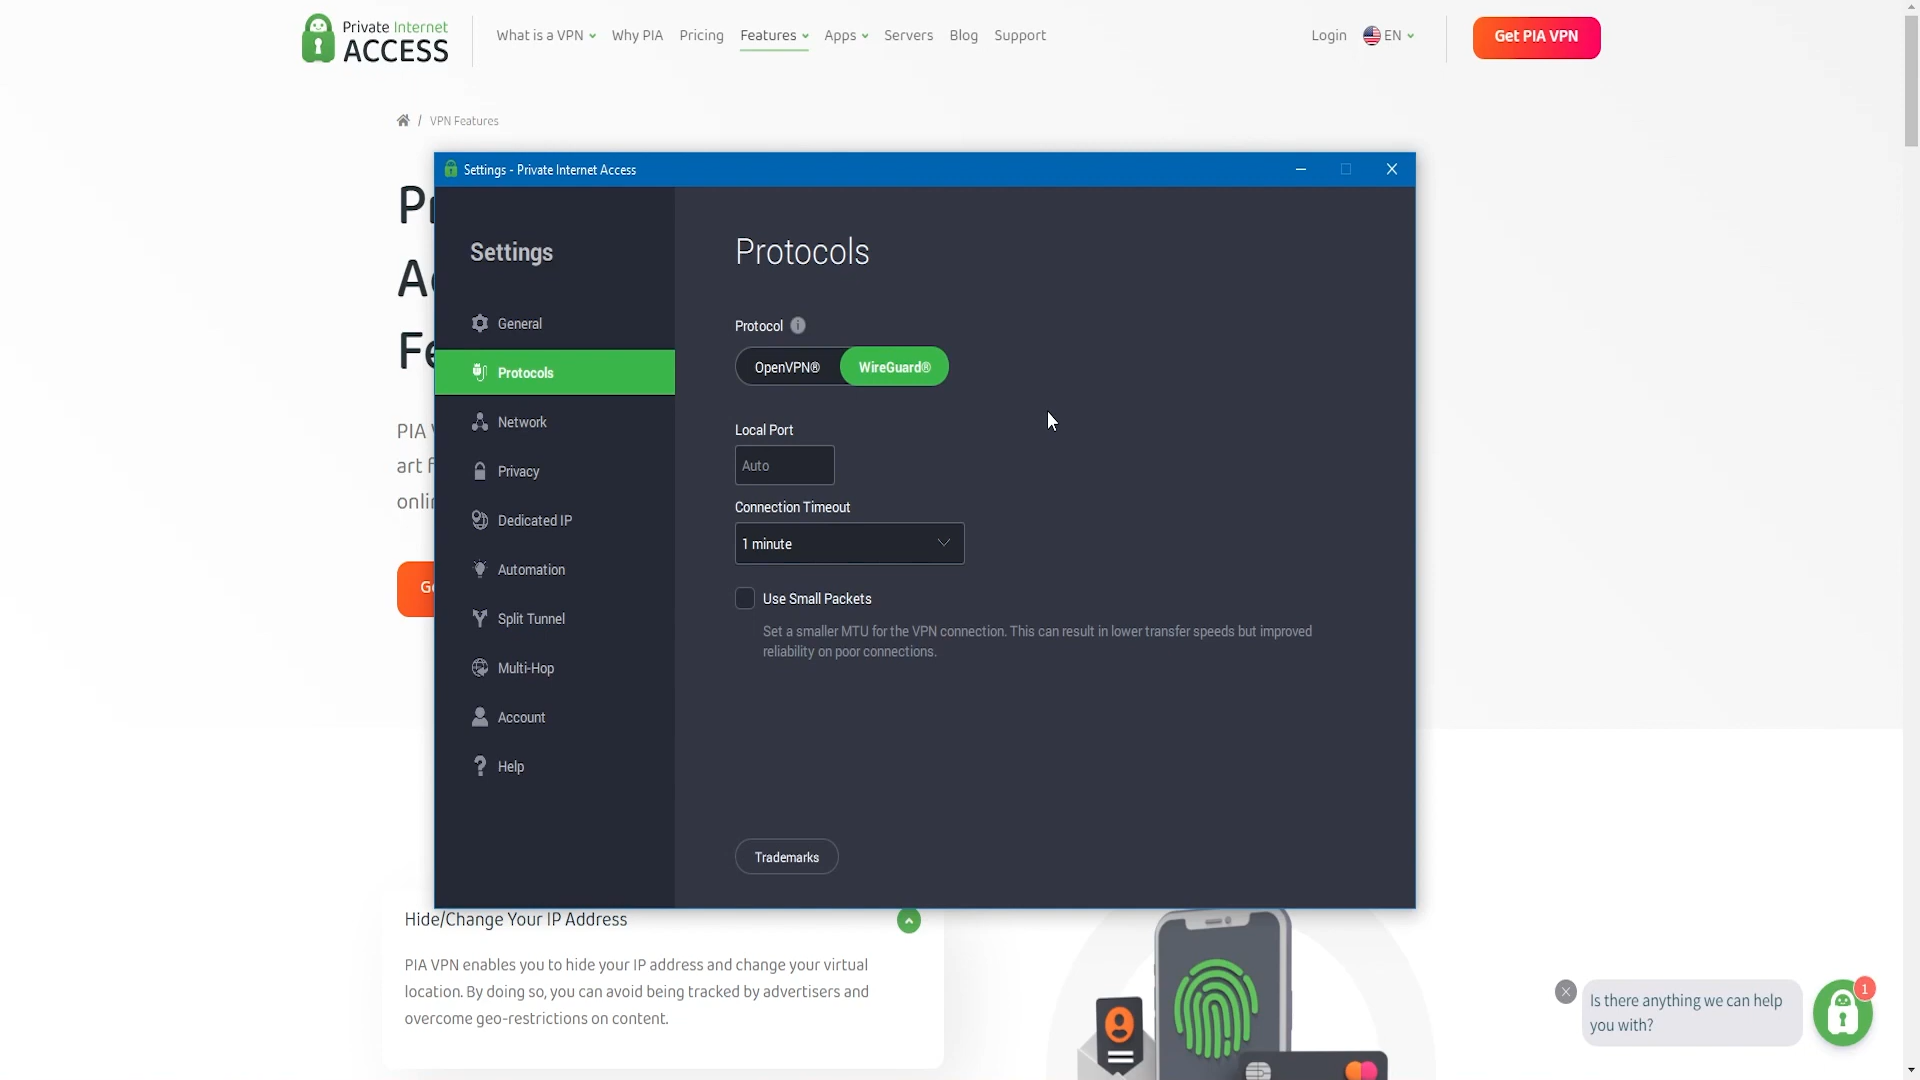 Private Internet
ACCESS
What is a VPN
Why PIA
Pricing
Features
Apps
Servers
Blog
Support
Login
EN
Get PIA VPN
/ VPN Features
Settings - Private Internet Access
Settings
General
Protocols
Network
Privacy
Dedicated IP
Automation
Split Tunnel
Multi-Hop
Account
Help
Protocols
Protocol
OpenVPN®
WireGuard®
Local Port
Auto
Connection Timeout
1 minute
Use Small Packets
Set a smaller MTU for the VPN connection. This can result in lower transfer speeds but improved
reliability on poor connections.
Trademarks
PIA
art
Hide/Change Your IP Address
PIA VPN enables you to hide your IP address and change your virtual
location. By doing so, you can avoid being tracked by advertisers and
overcome geo-restrictions on content.
Is there anything we can help
you with?
1